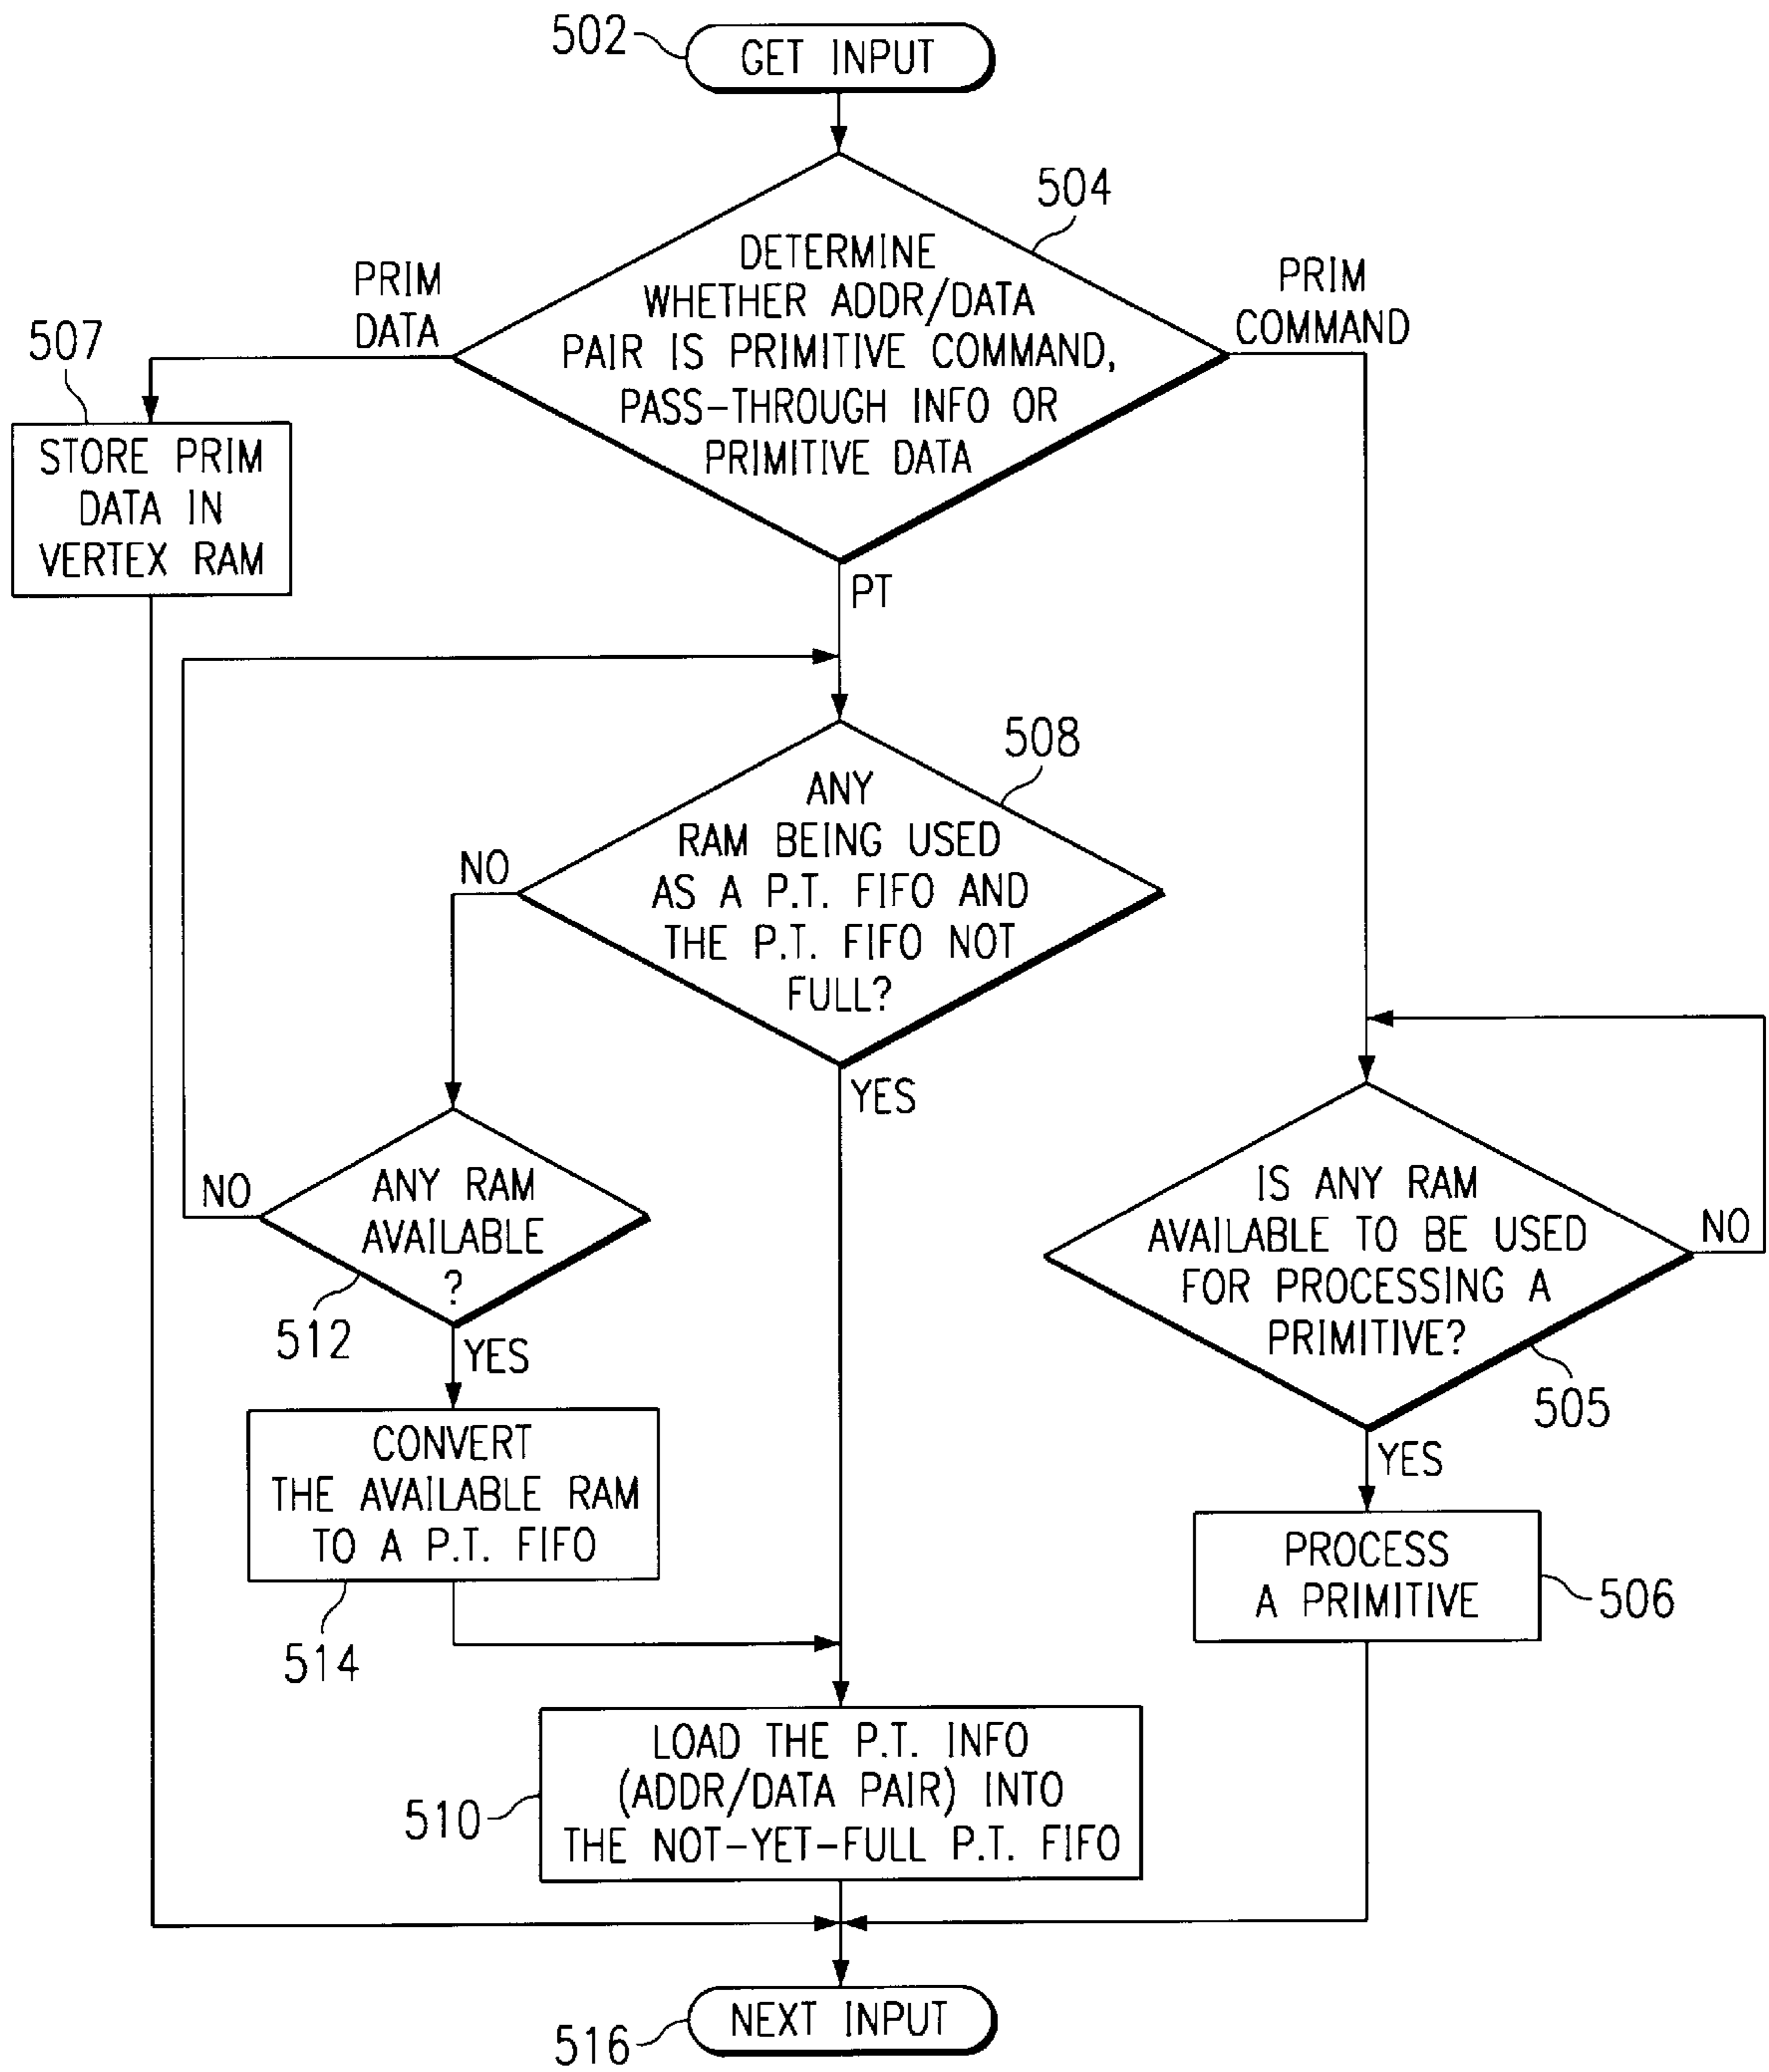 502
GET INPUT
504
DETERMINE
WHETHER ADDR/DATA
PAIR IS PRIMITIVE COMMAND,
PASS-THROUGH INFO OR
PRIMITIVE DATA
PRIM
DATA
PRIM
COMMAND
507
STORE PRIM
DATA IN
VERTEX RAM
PT
508
ANY
RAM BEING USED
AS A P.T. FIFO AND
THE P.T. FIFO NOT
FULL?
NO
YES
ANY RAM
AVAILABLE
?
NO
512
YES
IS ANY RAM
AVAILABLE TO BE USED
FOR PROCESSING A
PRIMITIVE?
NO
505
YES
CONVERT
THE AVAILABLE RAM
TO A P.T. FIFO
514
PROCESS
A PRIMITIVE
506
LOAD THE P.T. INFO
(ADDR/DATA PAIR) INTO
THE NOT-YET-FULL P.T. FIFO
510
NEXT INPUT
516